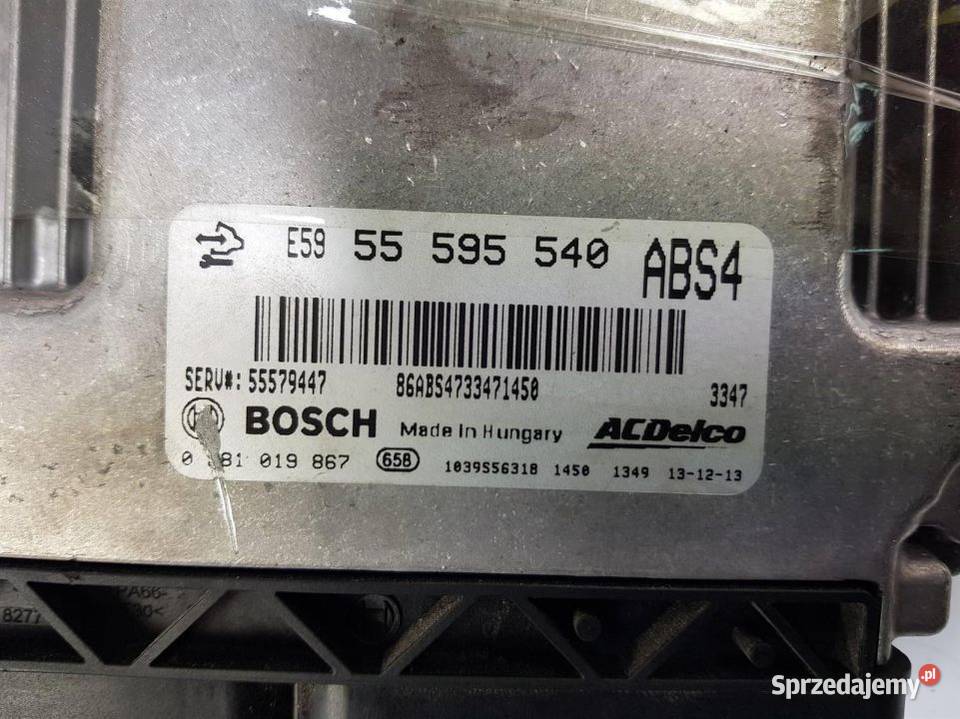 E59 55 595 540 ABS4
SERV#: 55579447 86ABS4733471450 3347
BOSCH Made In Hungary ACDelco
0 281 019 867 658 1039S56318 1450 1349 13-12-13
8277
Sprzedajemy.pl